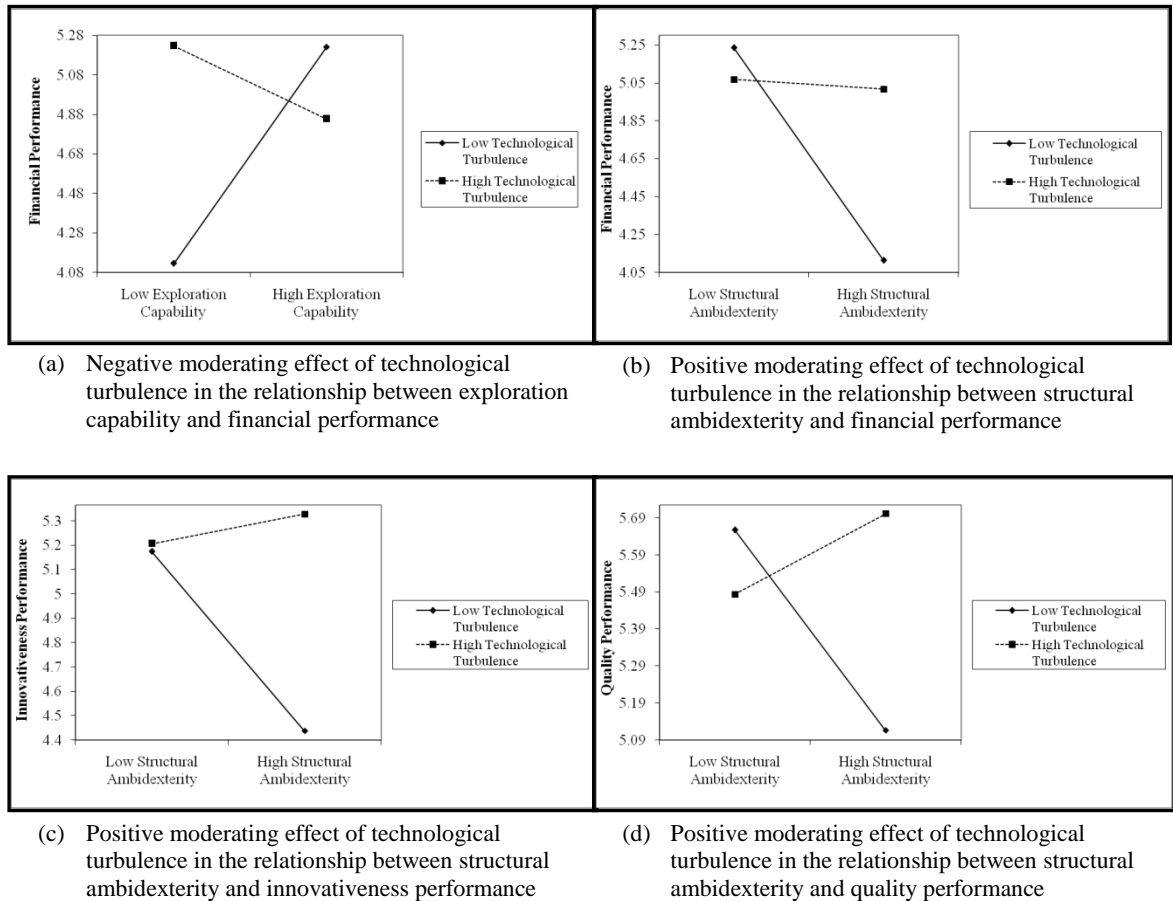 5.28
5.08
4.88
4.68
4.48
4.28
4.08
Financial Performance
Low Exploration
Capability
High Exploration
Capability
Low Technological
Turbulence
High Technological
Turbulence
(a) Negative moderating effect of technological
turbulence in the relationship between exploration
capability and financial performance
5.25
5.05
4.85
4.65
4.45
4.25
4.05
Financial Performance
Low Structural
Ambidexterity
High Structural
Ambidexterity
Low Technological
Turbulence
High Technological
Turbulence
(b) Positive moderating effect of technological
turbulence in the relationship between structural
ambidexterity and financial performance
5.3
5.2
5.1
5
4.9
4.8
4.7
4.6
4.5
4.4
Innovativeness Performance
Low Structural
Ambidexterity
High Structural
Ambidexterity
Low Technological
Turbulence
High Technological
Turbulence
(c) Positive moderating effect of technological
turbulence in the relationship between structural
ambidexterity and innovativeness performance
5.69
5.59
5.49
5.39
5.29
5.19
5.09
Quality Performance
Low Structural
Ambidexterity
High Structural
Ambidexterity
Low Technological
Turbulence
High Technological
Turbulence
(d) Positive moderating effect of technological
turbulence in the relationship between structural
ambidexterity and quality performance